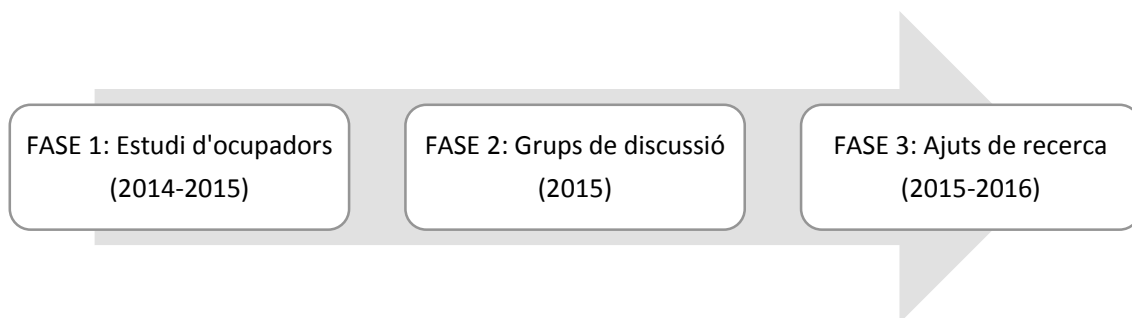 FASE 1: Estudi d'ocupadors
(2014-2015)
FASE 2: Grups de discussió
(2015)
FASE 3: Ajuts de recerca
(2015-2016)